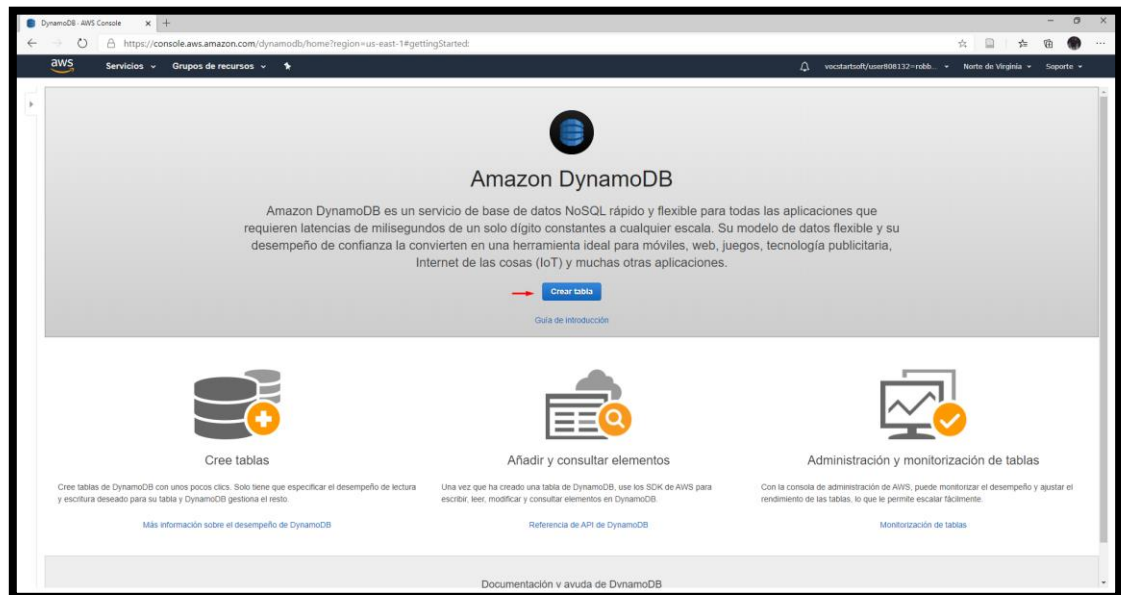 DynamoDB - AWS Console
https://console.aws.amazon.com/dynamodb/home?region=us-east-1#gettingStarted:
aws
Servicios
Grupos de recursos
vocstartsoft/user808132=robb...
Norte de Virginia
Soporte
Amazon DynamoDB
Amazon DynamoDB es un servicio de base de datos NoSQL rápido y flexible para todas las aplicaciones que
requieren latencias de milisegundos de un solo dígito constantes a cualquier escala. Su modelo de datos flexible y su
desempeño de confianza la convierten en una herramienta ideal para móviles, web, juegos, tecnología publicitaria,
Internet de las cosas (IoT) y muchas otras aplicaciones.
Crear tabla
Guía de introducción
Cree tablas
Cree tablas de DynamoDB con unos pocos clics. Solo tiene que especificar el desempeño de lectura
y escritura deseado para su tabla y DynamoDB gestiona el resto.
Más información sobre el desempeño de DynamoDB
Añadir y consultar elementos
Una vez que ha creado una tabla de DynamoDB, use los SDK de AWS para
escribir, leer, modificar y consultar elementos en DynamoDB.
Referencia de API de DynamoDB
Administración y monitorización de tablas
Con la consola de administración de AWS, puede monitorizar el desempeño y ajustar el
rendimiento de las tablas, lo que le permite escalar fácilmente.
Monitorización de tablas
Documentación y ayuda de DynamoDB